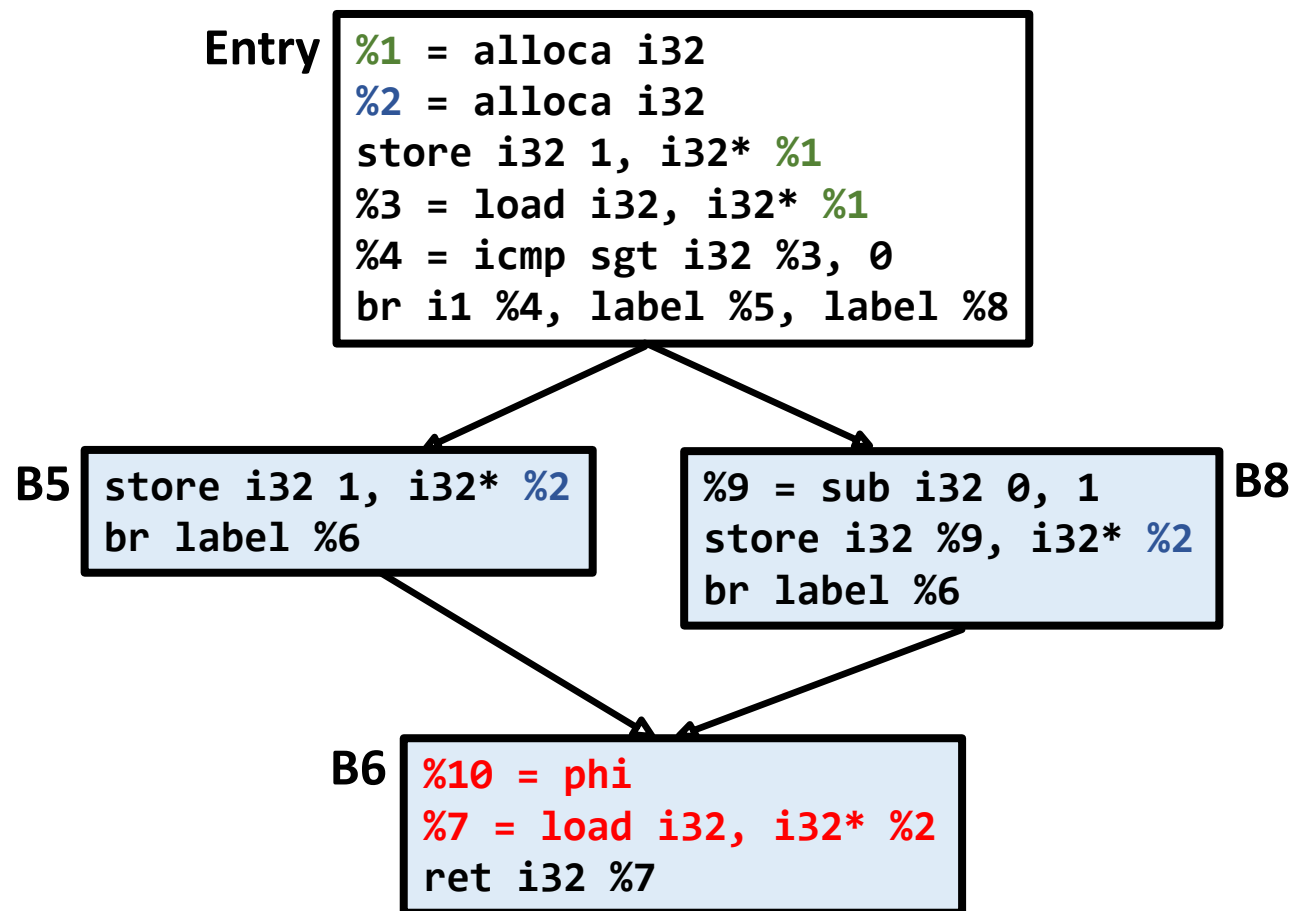 Entry
%1 = alloca i32
%2 = alloca i32
store i32 1, i32* %1
%3 = load i32, i32* %1
%4 = icmp sgt i32 %3, 0
br i1 %4, label %5, label %8
B5
store i32 1, i32* %2
br label %6
%9 = sub i32 0, 1
store i32 %9, i32* %2
br label %6
B8
B6
%10 = phi
%7 = load i32, i32* %2
ret i32 %7